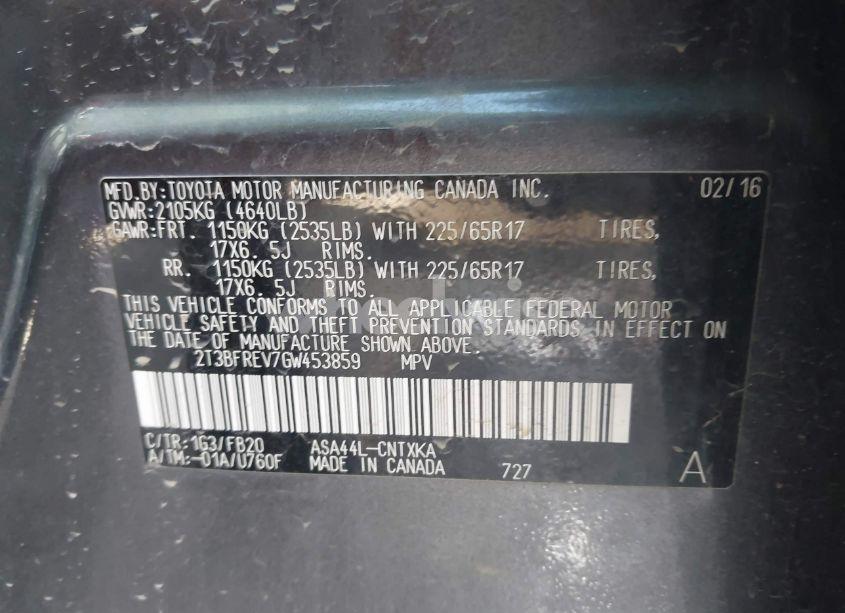 MFD.BY:TOYOTA MOTOR MANUFACTURING CANADA INC. 02/16
GVWR:2105KG (4640LB)
GAWR:FRT. 1150KG (2535LB) WITH 225/65R17 TIRES,
17X6. 5J RIMS.
RR. 1150KG (2535LB) WITH 225/65R17 TIRES,
17X6. 5J RIMS.
THIS VEHICLE CONFORMS TO ALL APPLICABLE FEDERAL MOTOR
VEHICLE SAFETY AND THEFT PREVENTION STANDARDS IN EFFECT ON
THE DATE OF MANUFACTURE SHOWN ABOVE.
2T3BFREV7GW453859 MPV
C/TR:1G3/FB20 ASA44L-CNTXKA
A/TM:-01A/U760F MADE IN CANADA 727 A